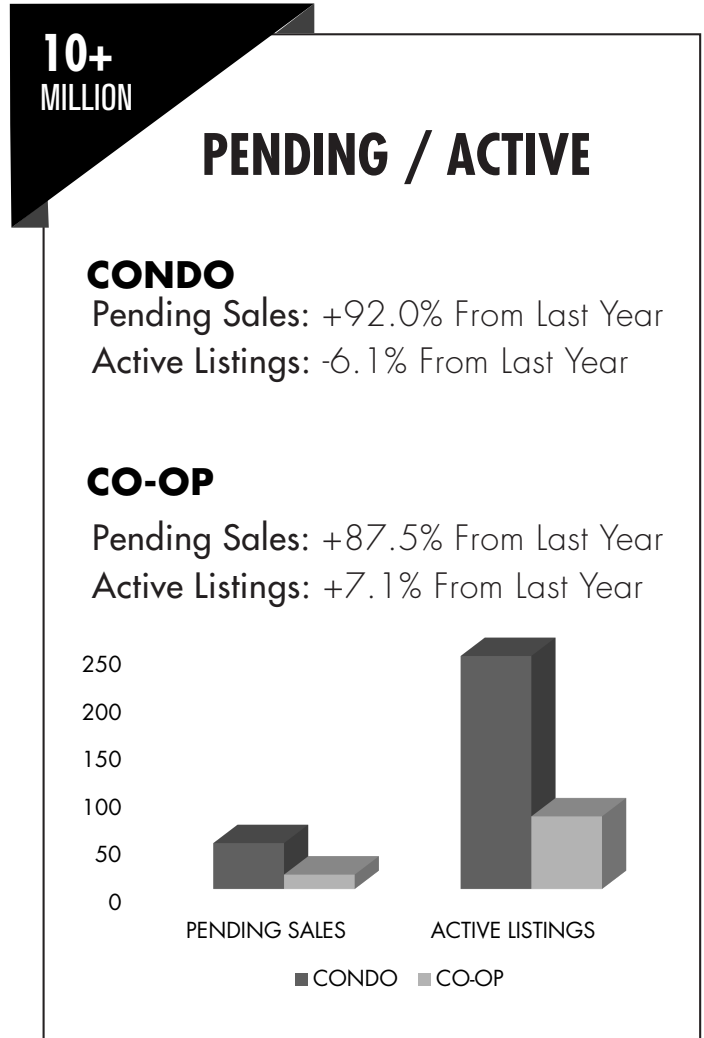 10+
MILLION
PENDING / ACTIVE
CONDO
Pending Sales: +92.0% From Last Year
Active Listings: -6.1% From Last Year
CO-OP
Pending Sales: +87.5% From Last Year
Active Listings: +7.1% From Last Year
250
200
150
100
50
0
PENDING SALES ACTIVE LISTINGS
CONDO CO-OP